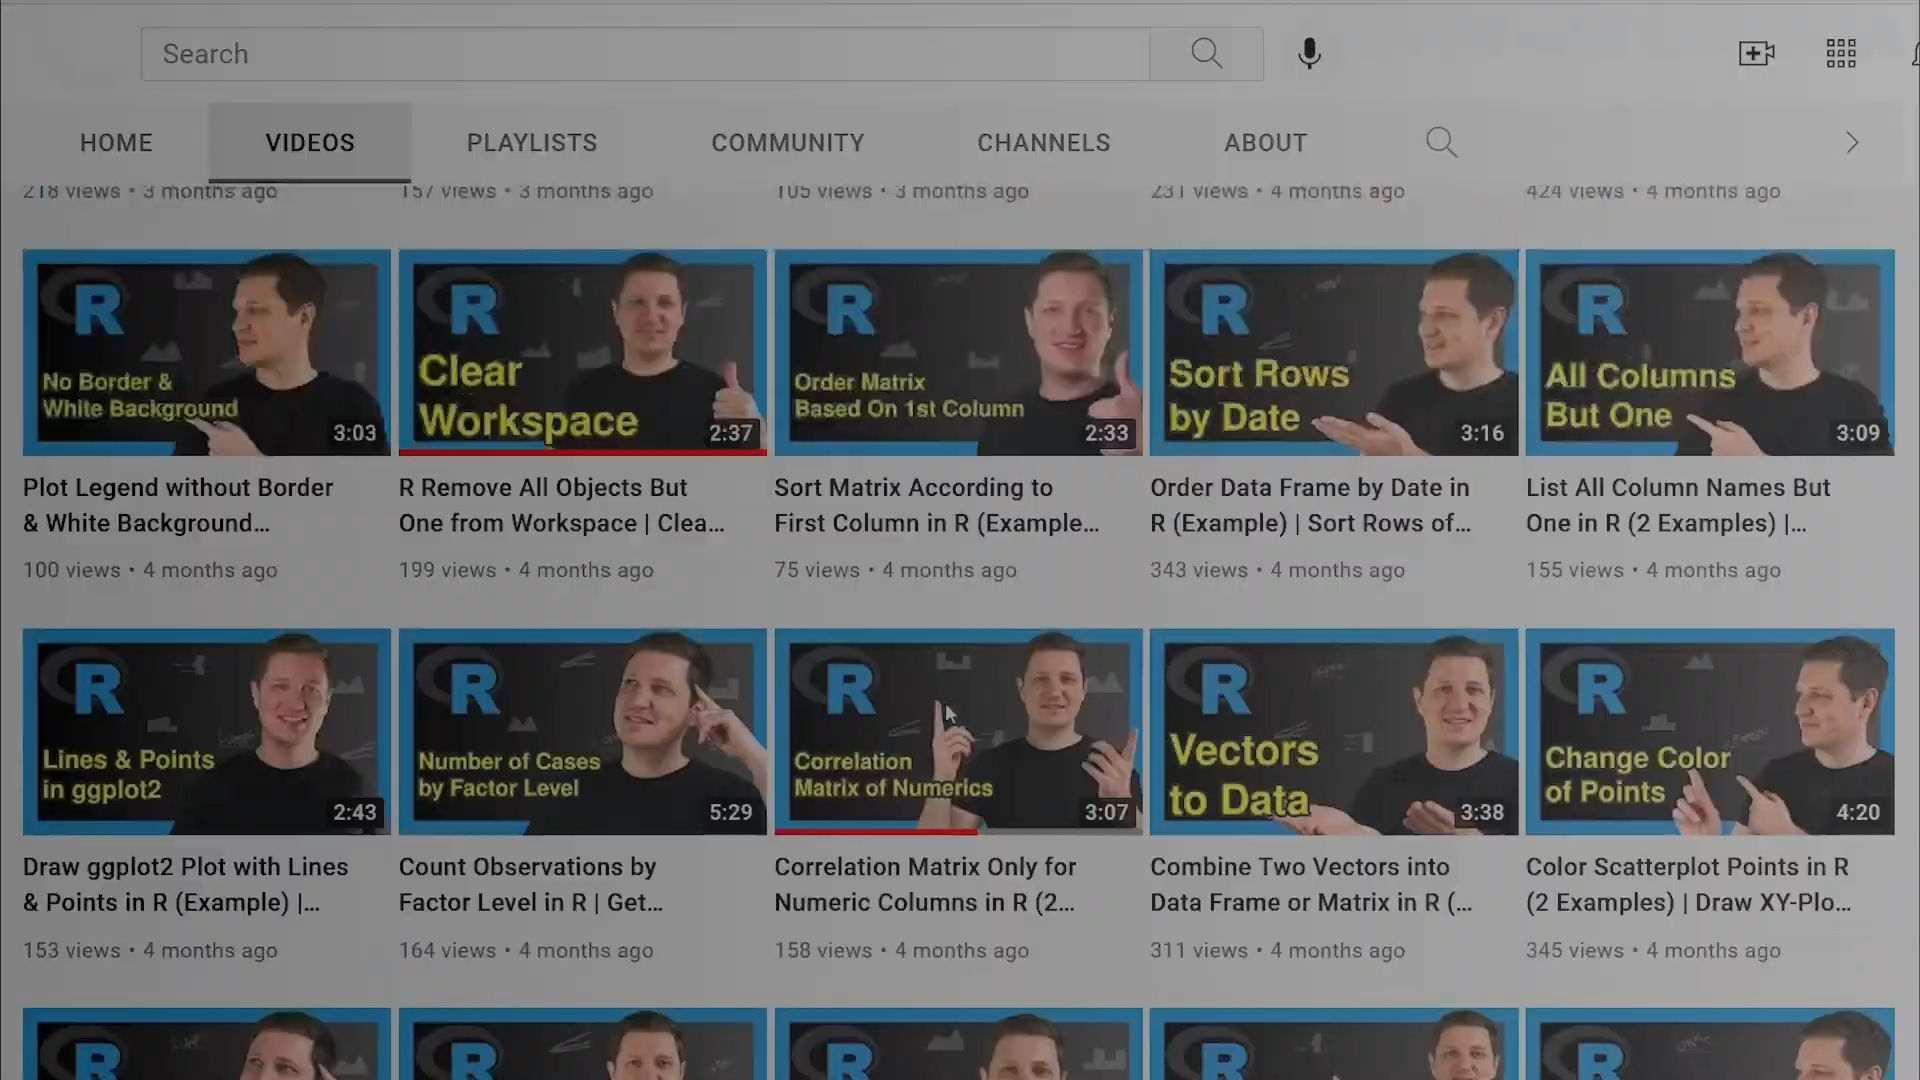 Search
HOME VIDEOS PLAYLISTS COMMUNITY CHANNELS ABOUT
218 views • 3 months ago 157 views • 3 months ago 105 views • 3 months ago 231 views • 4 months ago 424 views • 4 months ago
R
No Border &
White Background
3:03
R
Clear
Workspace
2:37
R
Order Matrix
Based On 1st Column
2:33
R
Sort Rows
by Date
3:16
R
All Columns
But One
3:09
Plot Legend without Border
& White Background...
100 views • 4 months ago
R Remove All Objects But
One from Workspace | Clea...
199 views • 4 months ago
Sort Matrix According to
First Column in R (Example...
75 views • 4 months ago
Order Data Frame by Date in
R (Example) | Sort Rows of...
343 views • 4 months ago
List All Column Names But
One in R (2 Examples) |...
155 views • 4 months ago
R
Lines & Points
in ggplot2
2:43
R
Number of Cases
by Factor Level
5:29
R
Correlation
Matrix of Numerics
3:07
R
Vectors
to Data
3:38
R
Change Color
of Points
4:20
Draw ggplot2 Plot with Lines
& Points in R (Example) |...
153 views • 4 months ago
Count Observations by
Factor Level in R | Get...
164 views • 4 months ago
Correlation Matrix Only for
Numeric Columns in R (2...
158 views • 4 months ago
Combine Two Vectors into
Data Frame or Matrix in R (...
311 views • 4 months ago
Color Scatterplot Points in R
(2 Examples) | Draw XY-Plo...
345 views • 4 months ago
R
R
R
R
R